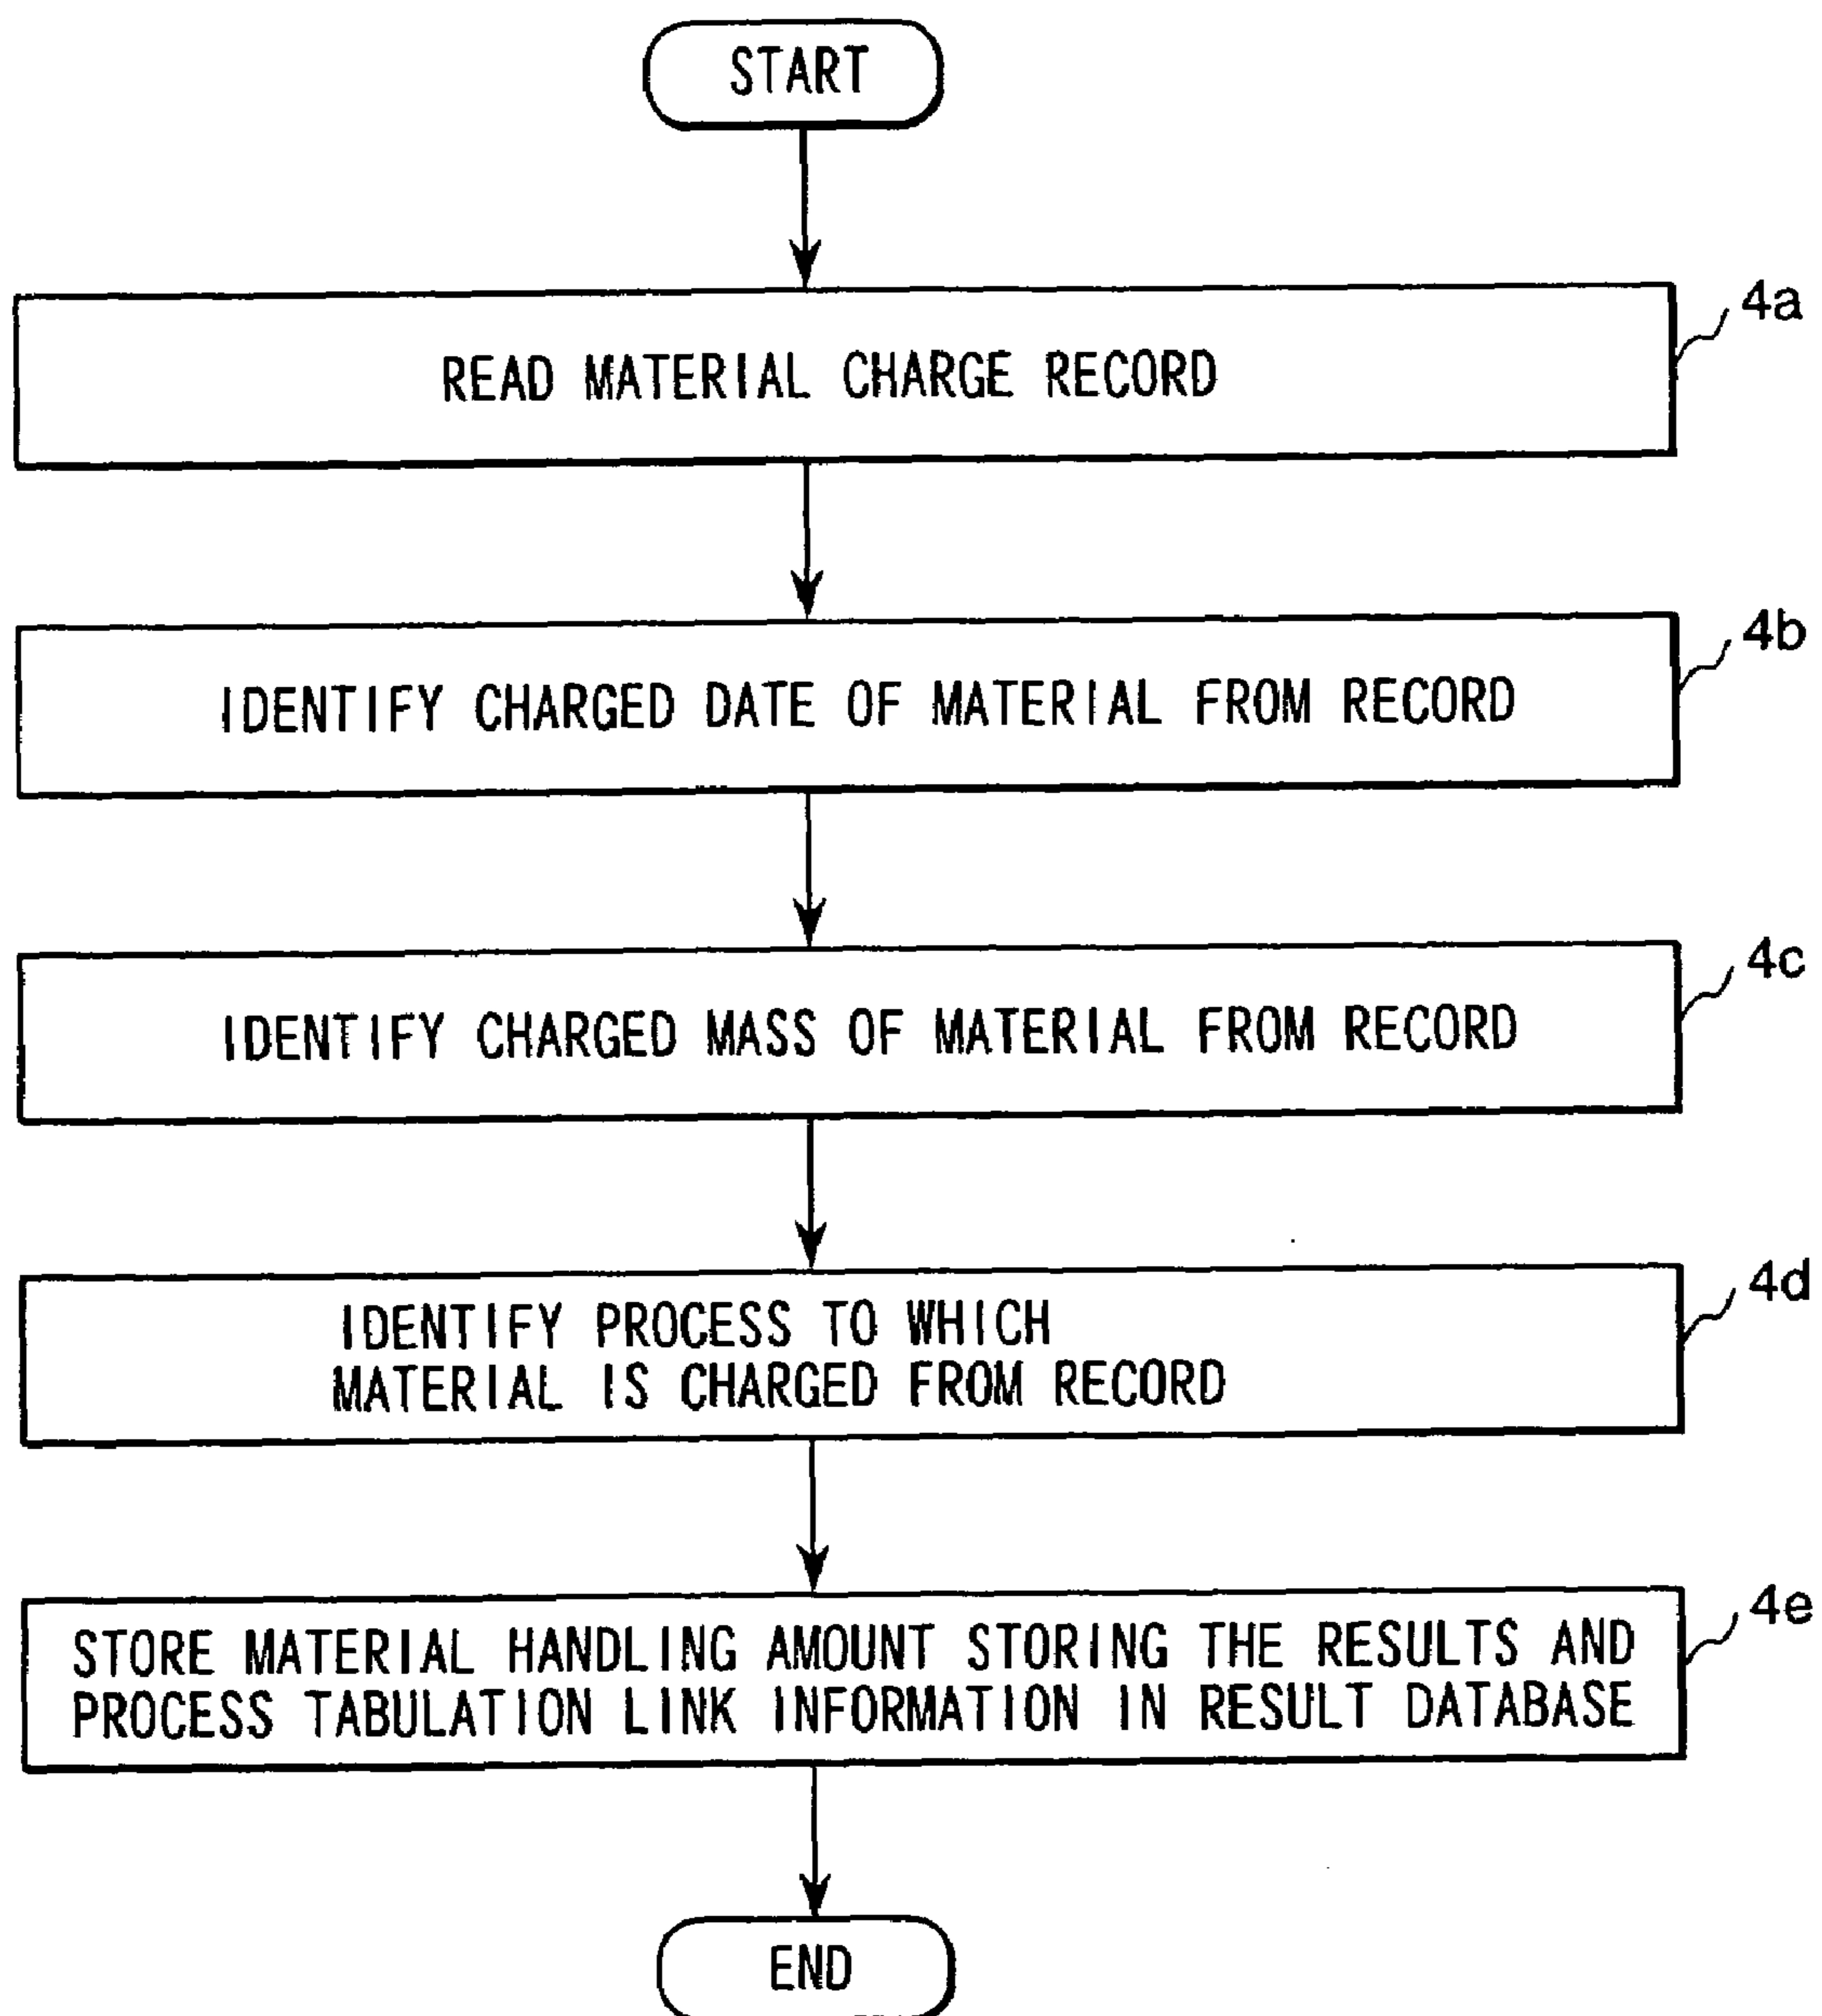 START
4a
READ MATERIAL CHARGE RECORD
4b
IDENTIFY CHARGED DATE OF MATERIAL FROM RECORD
4c
IDENTIFY CHARGED MASS OF MATERIAL FROM RECORD
4d
IDENTIFY PROCESS TO WHICH
MATERIAL IS CHARGED FROM RECORD
4e
STORE MATERIAL HANDLING AMOUNT STORING THE RESULTS AND
PROCESS TABULATION LINK INFORMATION IN RESULT DATABASE
END